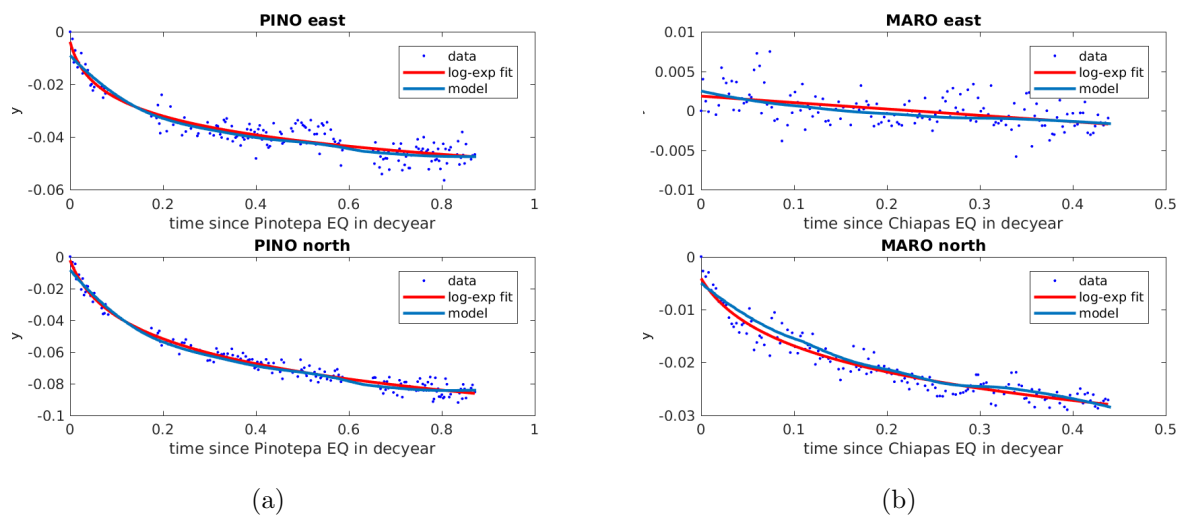 PINO east
0
-0.02
-0.04
-0.06
y
data
log-exp fit
model
0 0.2 0.4 0.6 0.8 1
time since Pinotepa EQ in decyear
PINO north
0
-0.02
-0.04
-0.06
-0.08
-0.1
y
data
log-exp fit
model
0 0.2 0.4 0.6 0.8 1
time since Pinotepa EQ in decyear
(a)
MARO east
0.01
0.005
0
-0.005
-0.01
data
log-exp fit
model
0 0.1 0.2 0.3 0.4 0.5
time since Chiapas EQ in decyear
MARO north
0
-0.01
-0.02
-0.03
y
data
log-exp fit
model
0 0.1 0.2 0.3 0.4 0.5
time since Chiapas EQ in decyear
(b)